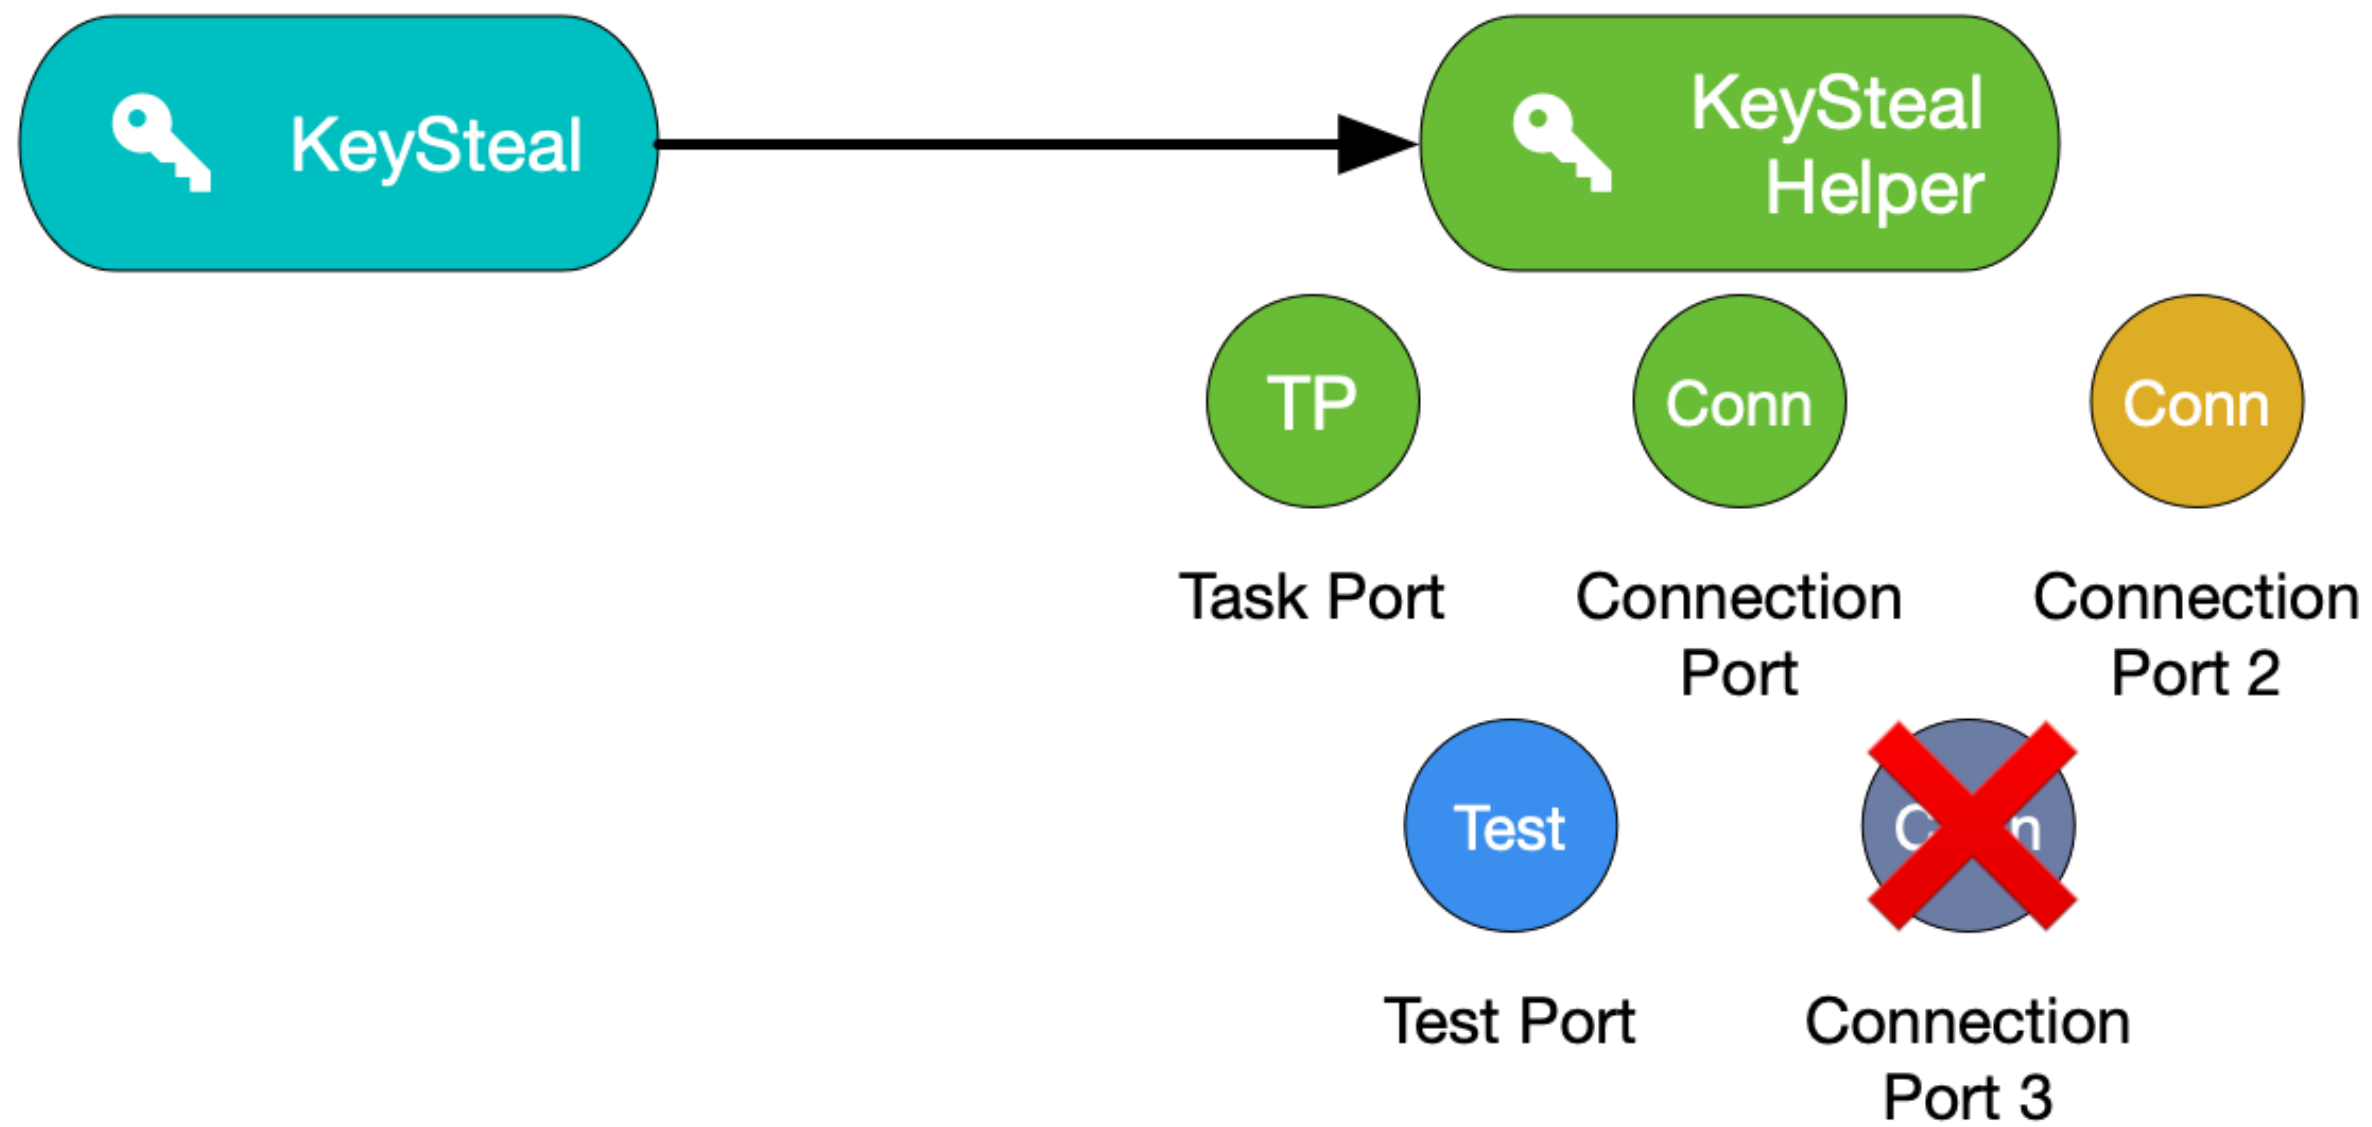 KeySteal
KeySteal
Helper
TP
Conn
Conn
Task Port
Connection
Port
Connection
Port 2
Test
Test Port
Connection
Port 3